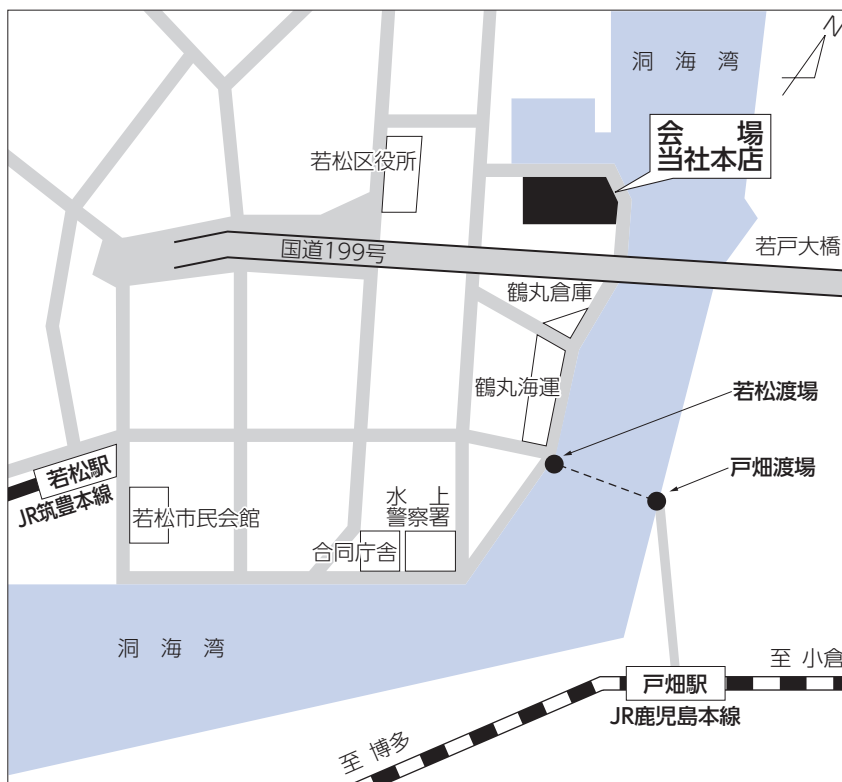 N
洞 海 湾
会 場
当社本店
若松区役所
国道199号
若戸大橋
鶴丸倉庫
鶴丸海運
若松渡場
戸畑渡場
若松駅
JR筑豊本線
若松市民会館
水 上
警察署
合同庁舎
洞 海 湾
至 小倉
戸畑駅
JR鹿児島本線
至 博多